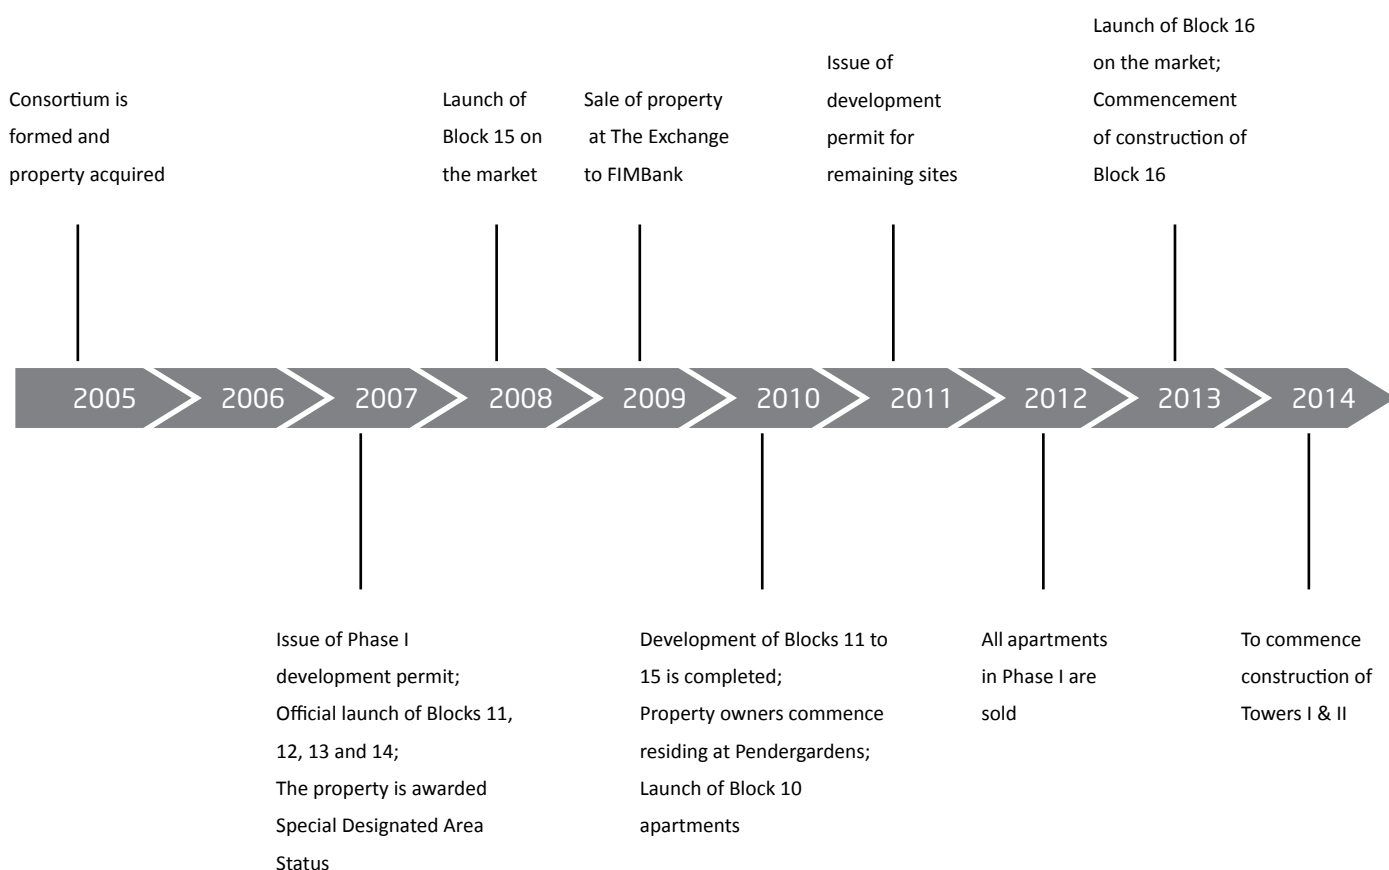 Consortium is
formed and
property acquired
Launch of
Block 15 on
the market
Sale of property
at The Exchange
to FIMBank
Issue of
development
permit for
remaining sites
Launch of Block 16
on the market;
Commencement
of construction of
Block 16
2005
2006
2007
2008
2009
2010
2011
2012
2013
2014
Issue of Phase I
development permit;
Official launch of Blocks 11,
12, 13 and 14;
The property is awarded
Special Designated Area
Status
Development of Blocks 11 to
15 is completed;
Property owners commence
residing at Pendergardens;
Launch of Block 10
apartments
All apartments
in Phase I are
sold
To commence
construction of
Towers I & II